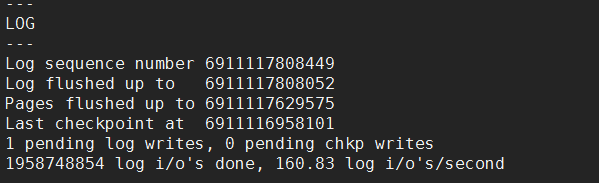 ---
LOG
---
Log sequence number 6911117808449
Log flushed up to   6911117808052
Pages flushed up to 6911117629575
Last checkpoint at  6911116958101
1 pending log writes, 0 pending chkp writes
1958748854 log i/o's done, 160.83 log i/o's/second